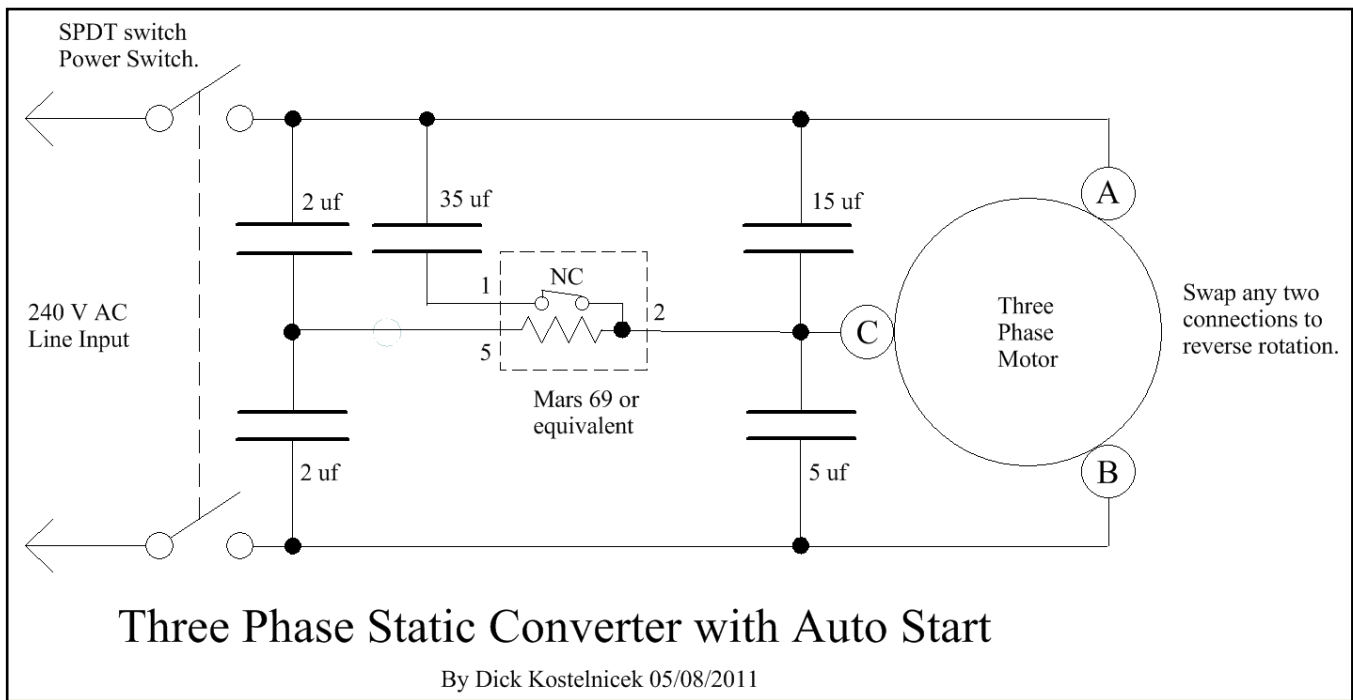 SPDT switch
Power Switch.
2 uf
35 uf
15 uf
A
NC
1
2
5
240 V AC
Line Input
C
Three
Phase
Motor
Swap any two
connections to
reverse rotation.
Mars 69 or
equivalent
2 uf
5 uf
B
Three Phase Static Converter with Auto Start
By Dick Kostelnicek 05/08/2011